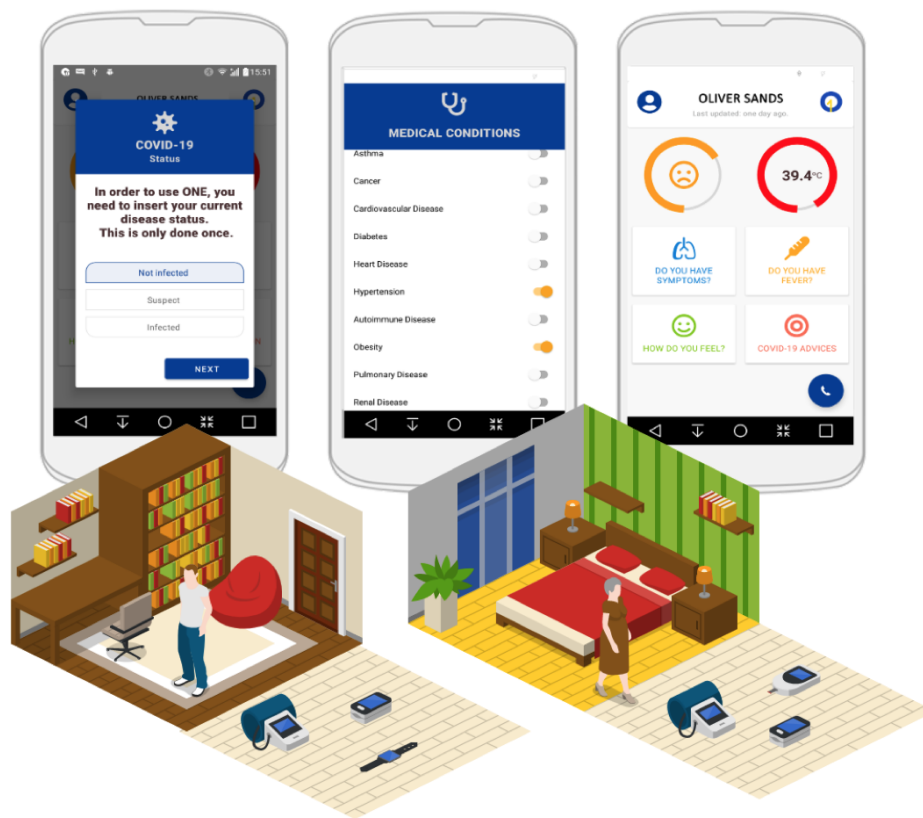 15:51
OLIVER SANDS
COVID-19
Status
In order to use ONE, you
need to insert your current
disease status.
This is only done once.
Not infected
Suspect
Infected
NEXT
MEDICAL CONDITIONS
Asthma
Cancer
Cardiovascular Disease
Diabetes
Heart Disease
Hypertension
Autoimmune Disease
Obesity
Pulmonary Disease
Renal Disease
OLIVER SANDS
Last updated: one day ago.
39.4°C
DO YOU HAVE
SYMPTOMS?
DO YOU HAVE
FEVER?
HOW DO YOU FEEL?
COVID-19 ADVICES